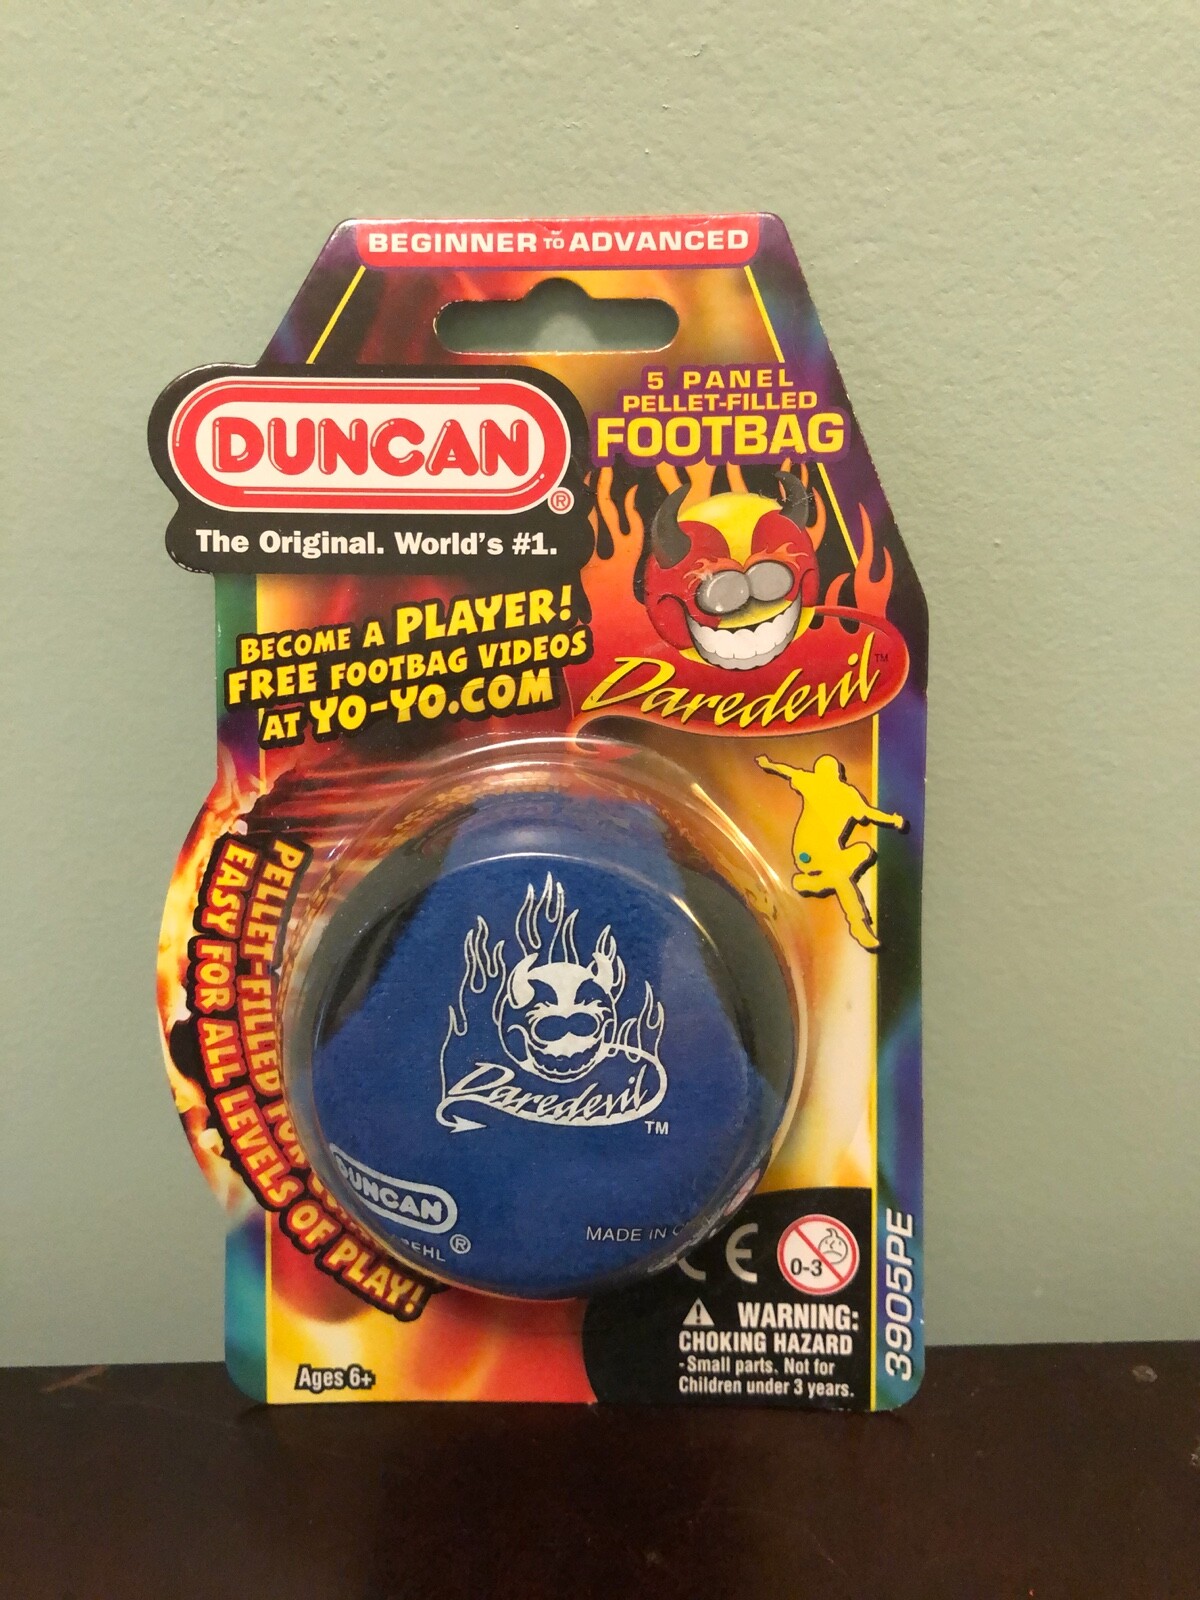 BEGINNER TO ADVANCED
5 PANEL
PELLET-FILLED
FOOTBAG
DUNCAN®
The Original. World's #1.
Daredevil™
BECOME A PLAYER!
FREE FOOTBAG VIDEOS
AT YO-YO.COM
PELLET-FILLED FOR
EASY FOR ALL LEVELS OF PLAY!
Daredevil
TM
DUNCAN
®
MADE IN
CE
0-3
WARNING:
CHOKING HAZARD
-Small parts. Not for
Children under 3 years.
Ages 6+
3905PE